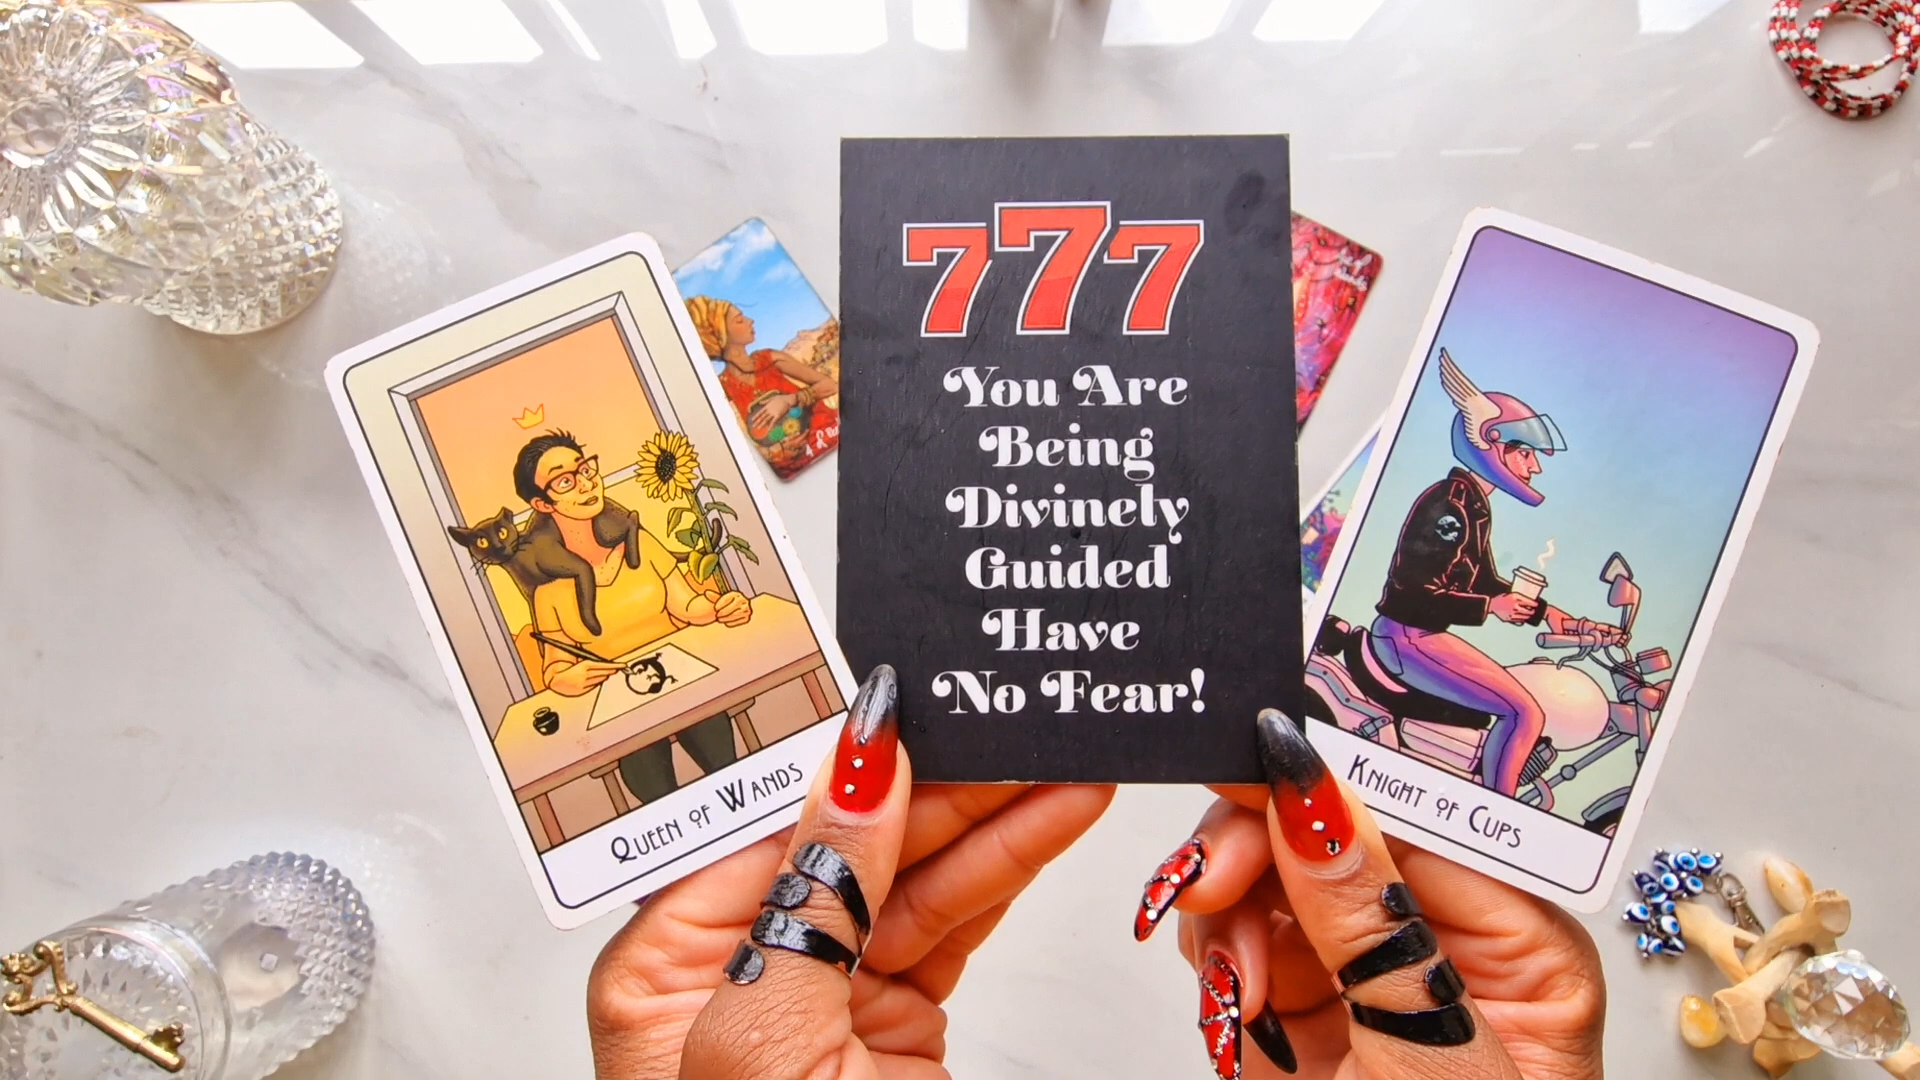 777
You Are
Being
Divinely
Guided
Have
No Fear!
QUEEN OF WANDS
KNIGHT OF CUPS